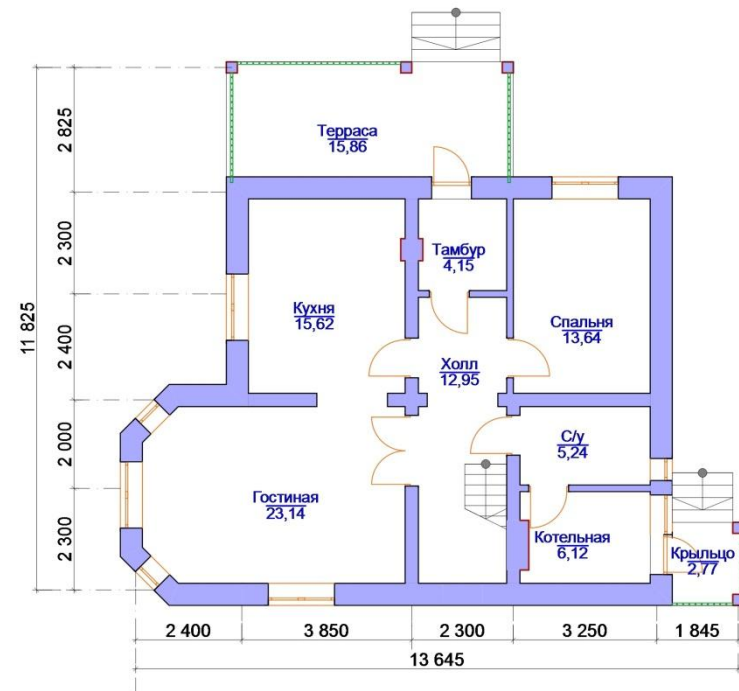 Терраса
15,86
Тамбур
4,15
Кухня
15,62
Спальня
13,64
Холл
12,95
С/у
5,24
Гостиная
23,14
Котельная
6,12
Крыльцо
2,77
11 825
2 825
2 300
2 400
2 000
2 300
2 400
3 850
2 300
3 250
1 845
13 645